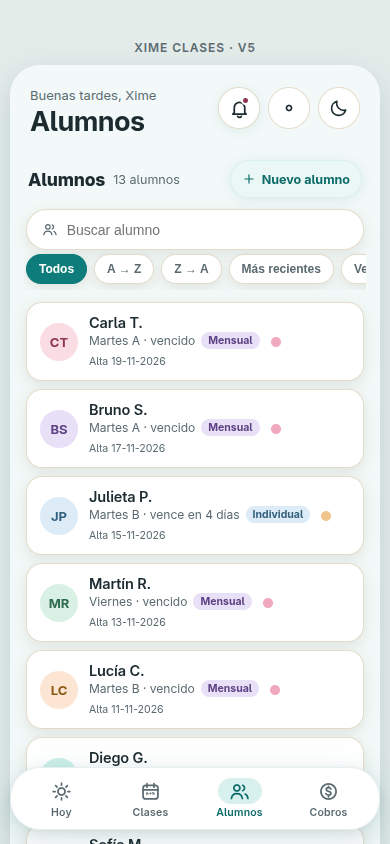 XIME CLASES · V5
Buenas tardes, Xime
Alumnos
Alumnos 13 alumnos
+ Nuevo alumno
Buscar alumno
Todos A → Z Z → A Más recientes Ve
CT
Carla T.
Martes A · vencido Mensual
Alta 19-11-2026
BS
Bruno S.
Martes A · vencido Mensual
Alta 17-11-2026
JP
Julieta P.
Martes B · vence en 4 días Individual
Alta 15-11-2026
MR
Martín R.
Viernes · vencido Mensual
Alta 13-11-2026
LC
Lucía C.
Martes B · vencido Mensual
Alta 11-11-2026
Diego G.
Hoy Clases Alumnos Cobros